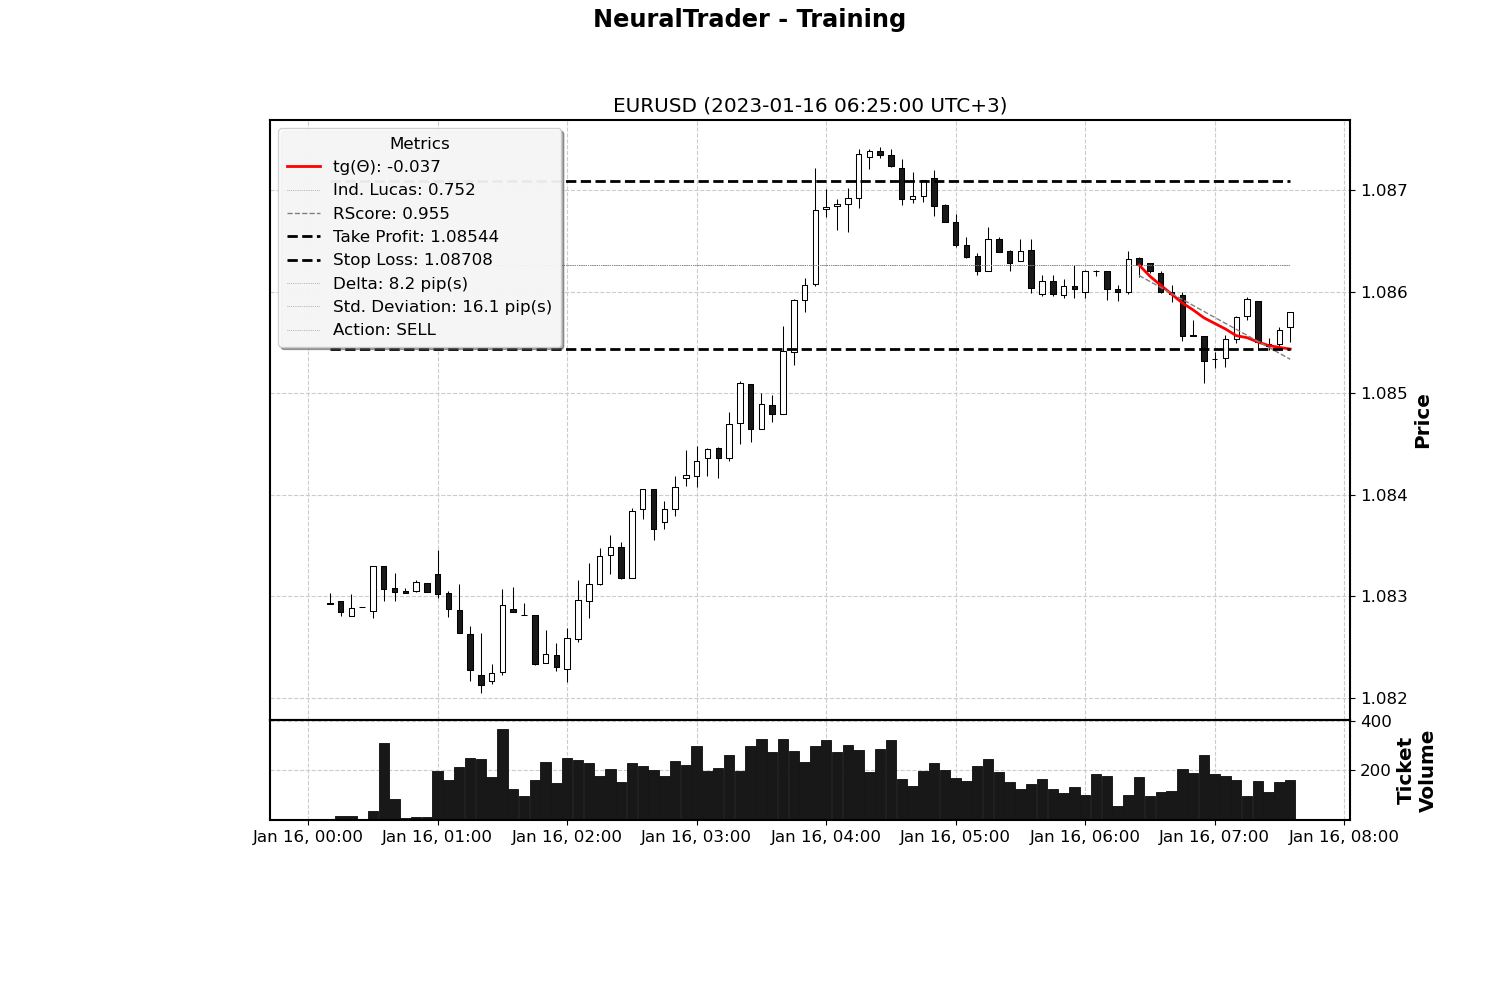 NeuralTrader - Training
EURUSD (2023-01-16 06:25:00 UTC+3)
Metrics
tg(Θ): -0.037
Ind. Lucas: 0.752
RScore: 0.955
Take Profit: 1.08544
Stop Loss: 1.08708
Delta: 8.2 pip(s)
Std. Deviation: 16.1 pip(s)
Action: SELL
1.087
1.086
1.085
1.084
1.083
1.082
Price
400
200
Ticket
Volume
Jan 16, 00:00
Jan 16, 01:00
Jan 16, 02:00
Jan 16, 03:00
Jan 16, 04:00
Jan 16, 05:00
Jan 16, 06:00
Jan 16, 07:00
Jan 16, 08:00